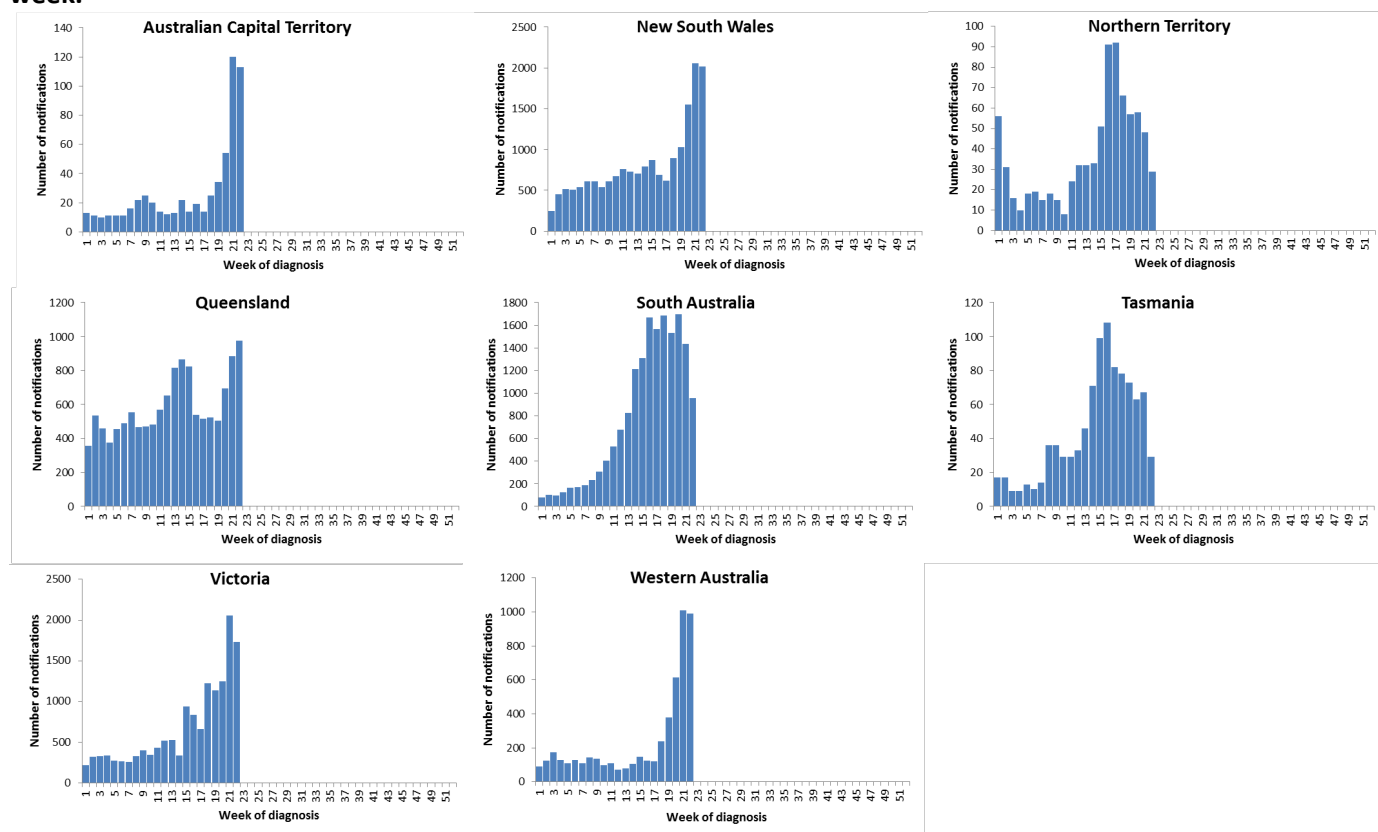 week.
Australian Capital Territory
Number of notifications
140
120
100
80
60
40
20
0
1 3 5 7 9 11 13 15 17 19 21 23 25 27 29 31 33 35 37 39 41 43 45 47 49 51
Week of diagnosis
New South Wales
Number of notifications
2500
2000
1500
1000
500
0
1 3 5 7 9 11 13 15 17 19 21 23 25 27 29 31 33 35 37 39 41 43 45 47 49 51
Week of diagnosis
Northern Territory
Number of notifications
100
90
80
70
60
50
40
30
20
10
0
1 3 5 7 9 11 13 15 17 19 21 23 25 27 29 31 33 35 37 39 41 43 45 47 49 51
Week of diagnosis
Queensland
Number of notifications
1200
1000
800
600
400
200
0
1 3 5 7 9 11 13 15 17 19 21 23 25 27 29 31 33 35 37 39 41 43 45 47 49 51
Week of diagnosis
South Australia
Number of notifications
1800
1600
1400
1200
1000
800
600
400
200
0
1 3 5 7 9 11 13 15 17 19 21 23 25 27 29 31 33 35 37 39 41 43 45 47 49 51
Week of diagnosis
Tasmania
Number of notifications
120
100
80
60
40
20
0
1 3 5 7 9 11 13 15 17 19 21 23 25 27 29 31 33 35 37 39 41 43 45 47 49 51
Week of diagnosis
Victoria
Number of notifications
2500
2000
1500
1000
500
0
1 3 5 7 9 11 13 15 17 19 21 23 25 27 29 31 33 35 37 39 41 43 45 47 49 51
Week of diagnosis
Western Australia
Number of notifications
1200
1000
800
600
400
200
0
1 3 5 7 9 11 13 15 17 19 21 23 25 27 29 31 33 35 37 39 41 43 45 47 49 51
Week of diagnosis